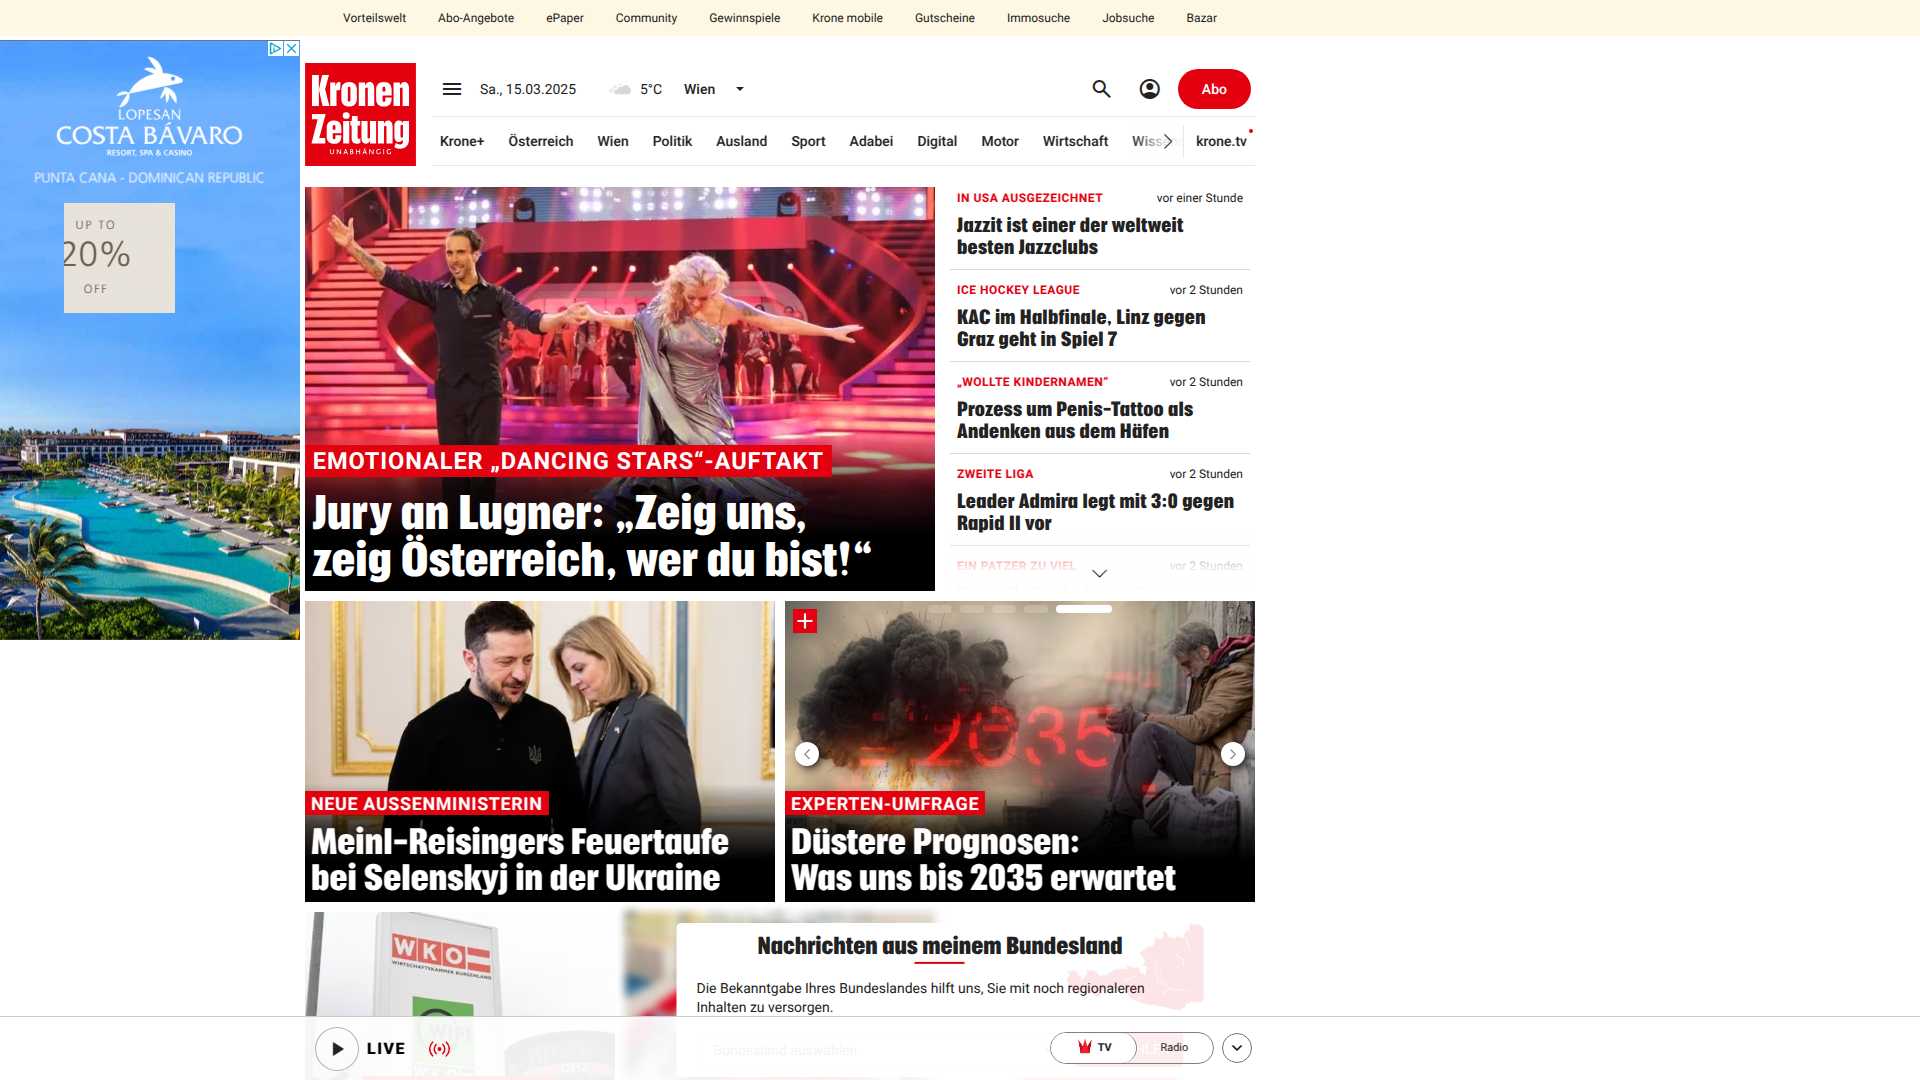 Vorteilswelt
Abo-Angebote
ePaper
Community
Gewinnspiele
Krone mobile
Gutscheine
Immosuche
Jobsuche
Bazar
LOPESAN
COSTA BÁVARO
RESORT, SPA & CASINO
PUNTA CANA - DOMINICAN REPUBLIC
UP TO
20%
OFF
Kronen
Zeitung
UNABHÄNGIG
Sa., 15.03.2025
5°C
Wien
Abo
Krone+
Österreich
Wien
Politik
Ausland
Sport
Adabei
Digital
Motor
Wirtschaft
krone.tv
EMOTIONALER „DANCING STARS“-AUFTAKT
Jury an Lugner: „Zeig uns,
zeig Österreich, wer du bist!“
IN USA AUSGEZEICHNET
vor einer Stunde
Jazzit ist einer der weltweit
besten Jazzclubs
ICE HOCKEY LEAGUE
vor 2 Stunden
KAC im Halbfinale, Linz gegen
Graz geht in Spiel 7
„WOLLTE KINDERNAMEN“
vor 2 Stunden
Prozess um Penis-Tattoo als
Andenken aus dem Häfen
ZWEITE LIGA
vor 2 Stunden
Leader Admira legt mit 3:0 gegen
Rapid II vor
EIN PATZER ZU VIEL
vor 2 Stunden
NEUE AUSSENMINISTERIN
Meinl-Reisingers Feuertaufe
bei Selenskyj in der Ukraine
2035
EXPERTEN-UMFRAGE
Düstere Prognosen:
Was uns bis 2035 erwartet
WKO
WIRTSCHAFTSKAMMER BURGENLAND
Nachrichten aus meinem Bundesland
Die Bekanntgabe Ihres Bundeslandes hilft uns, Sie mit noch regionaleren
Inhalten zu versorgen.
Bundesland auswählen
LIVE
TV
Radio